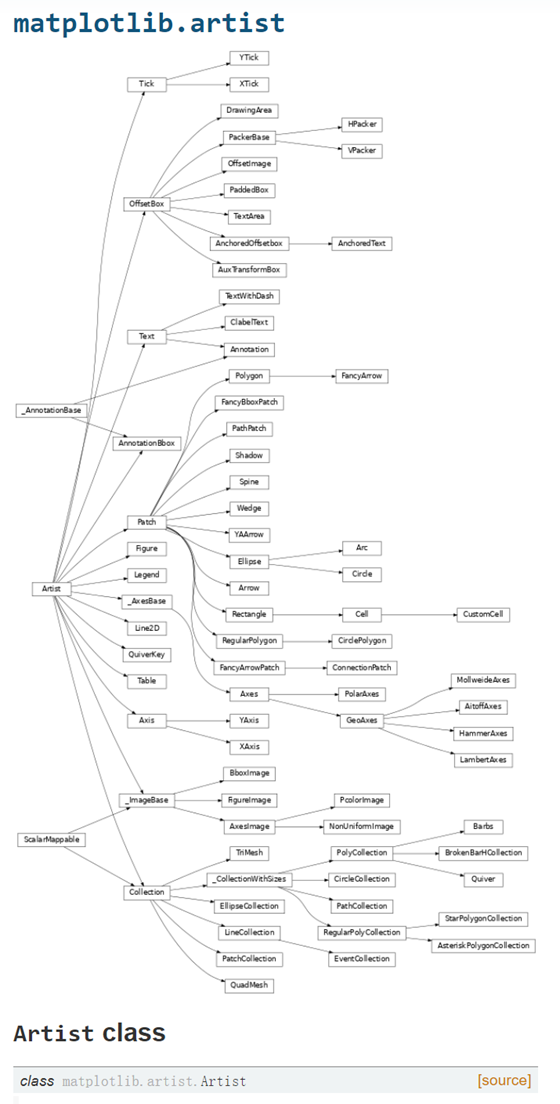 matplotlib.artist
YTick
Tick
XTick
DrawingArea
HPacker
PackerBase
VPacker
OffsetImage
PaddedBox
OffsetBox
TextArea
AnchoredOffsetbox
AnchoredText
AuxTransformBox
TextWithDash
ClabelText
Text
Annotation
Polygon
FancyArrow
FancyBboxPatch
_AnnotationBase
PathPatch
AnnotationBbox
Shadow
Spine
Wedge
Patch
YAArrow
Figure
Arc
Ellipse
Legend
Circle
Artist
Arrow
_AxesBase
Rectangle
Cell
CustomCell
Line2D
RegularPolygon
CirclePolygon
QuiverKey
FancyArrowPatch
ConnectionPatch
Table
MollweideAxes
Axes
PolarAxes
AitoffAxes
Axis
YAxis
GeoAxes
HammerAxes
XAxis
LambertAxes
BboxImage
_ImageBase
FigureImage
PcolorImage
AxesImage
NonUniformImage
Barbs
ScalarMappable
TriMesh
PolyCollection
BrokenBarHCollection
_CollectionWithSizes
CircleCollection
Quiver
Collection
EllipseCollection
PathCollection
StarPolygonCollection
LineCollection
RegularPolyCollection
AsteriskPolygonCollection
PatchCollection
EventCollection
QuadMesh
Artist class
class matplotlib.artist.Artist [source]